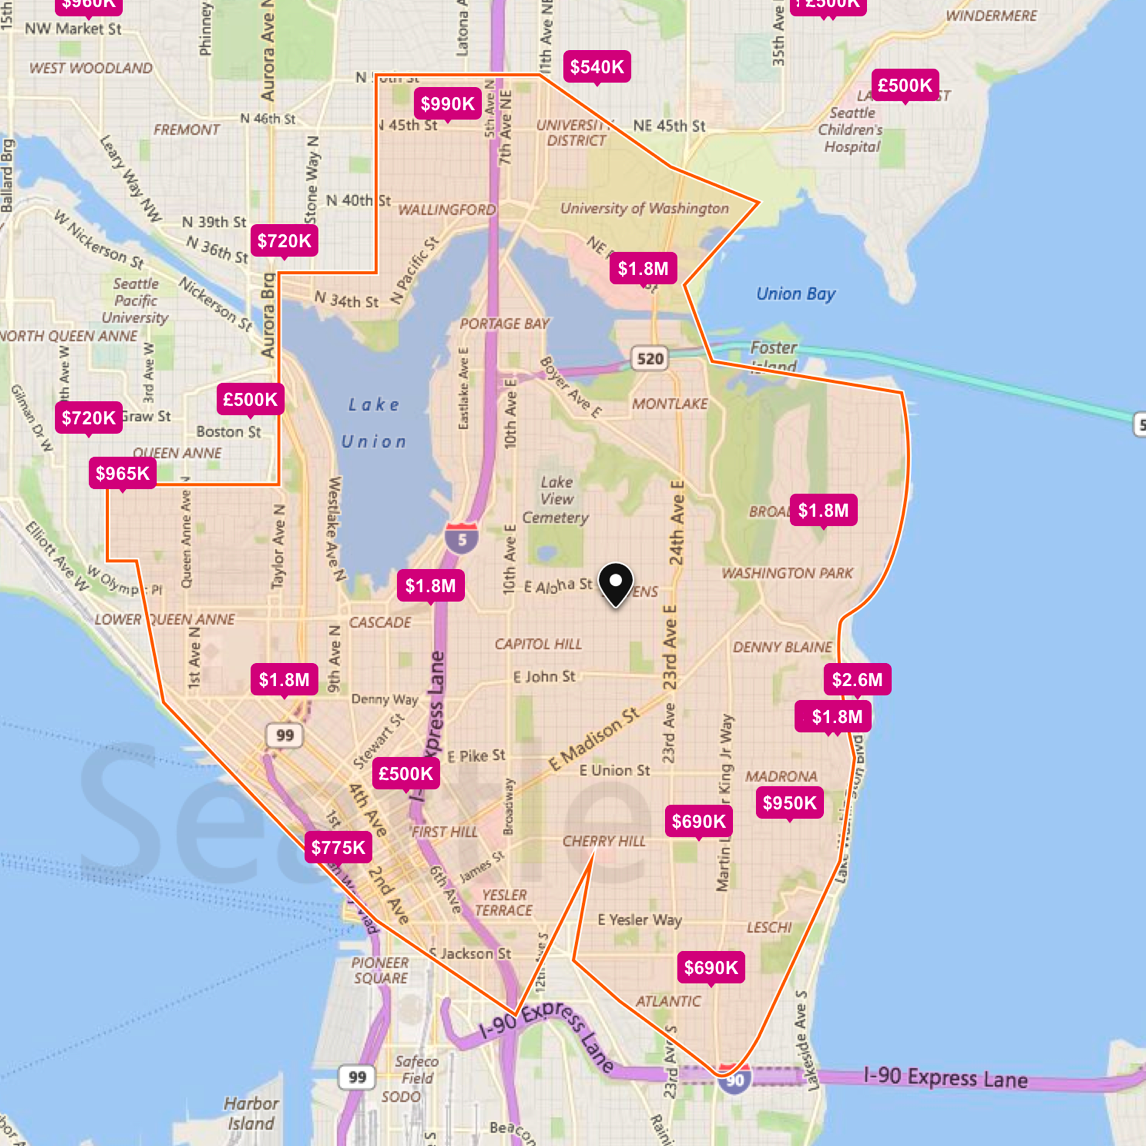 $960K
£500K
WINDERMERE
15th
NW Market St
Phinney
Aurora Ave N
Latona A
11th Ave NE
35th Ave
WEST WOODLAND
$540K
£500K
$990K
Seattle
Children's
Hospital
N 46th St
FREMONT
N 45th St
5th Ave N
7th Ave NE
UNIVERSITY
DISTRICT
NE 45th St
Ballard Brg
Leary Way NW
Stone Way N
N 40th St
WALLINGFORD
University of Washington
N 39th St
W Nickerson St
N 36th St
$720K
N Pacific St
$1.8M
Seattle
Pacific
University
Nickerson St
N 34th St
Union Bay
Aurora Brg
NORTH QUEEN ANNE
PORTAGE BAY
520
Foster
Island
3rd Ave W
Gilman Dr W
Eastlake Ave E
10th Ave E
Boyer Ave E
MONTLAKE
£500K
Lake
Union
$720K
Boston St
QUEEN ANNE
$965K
Queen Anne Ave N
Westlake Ave N
Lake
View
Cemetery
24th Ave E
$1.8M
Elliott Ave W
Taylor Ave N
5
10th Ave E
W Olympic Pl
$1.8M
E Aloha St
WASHINGTON PARK
LOWER QUEEN ANNE
CASCADE
1st Ave N
9th Ave N
CAPITOL HILL
23rd Ave E
DENNY BLAINE
$1.8M
Denny Way
E John St
$2.6M
$1.8M
99
Stewart St
Express Lane
E Madison St
23rd Ave
Martin Luther King Jr Way
E Pike St
E Union St
MADRONA
£500K
Seattle
4th Ave
Broadway
$950K
$690K
$775K
1st
FIRST HILL
CHERRY HILL
2nd Ave
6th Ave
James St
YESLER
TERRACE
E Yesler Way
LESCHI
S Jackson St
12th Ave S
PIONEER
SQUARE
$690K
ATLANTIC
I-90 Express Lane
23rd Ave S
Lakeside Ave S
99
Safeco
Field
SODO
90
I-90 Express Lane
Harbor
Island
Beacon
Raini